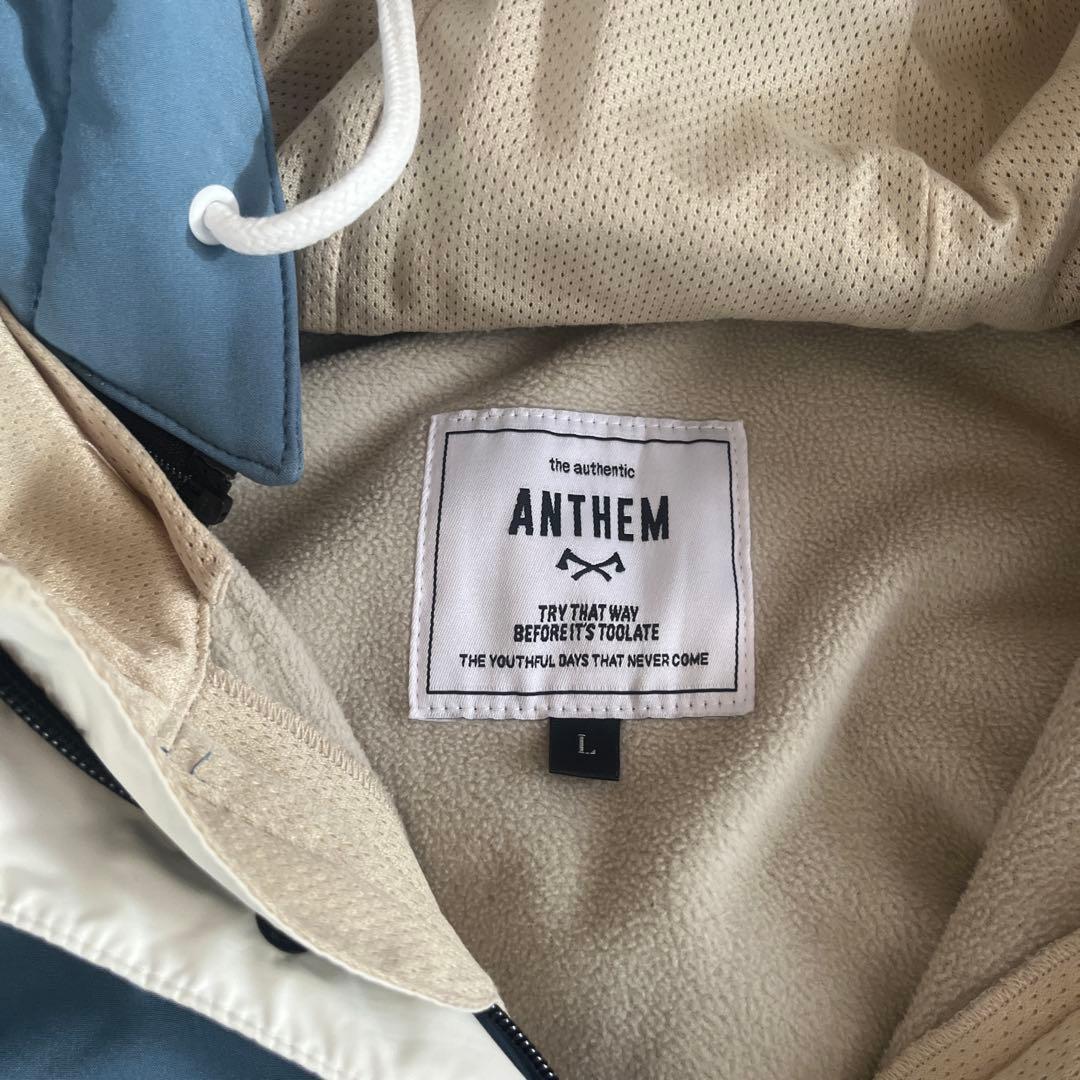 the authentic
ANTHEM
TRY THAT WAY
BEFORE IT'S TOOLATE
THE YOUTHFUL DAYS THAT NEVER COME
L